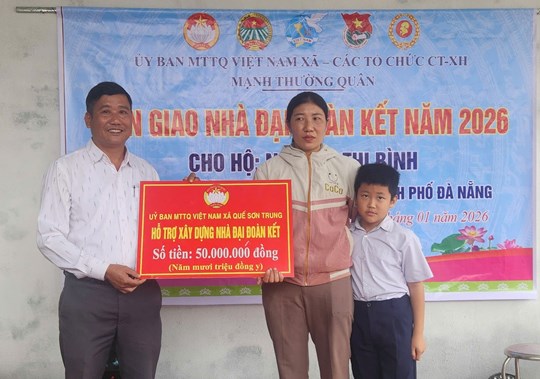 ỦY BAN MTTQ VIỆT NAM XÃ - CÁC TỔ CHỨC CT-XH
MẠNH THƯỜNG QUÂN
GIAO NHÀ ĐẠI ĐOÀN KẾT NĂM 2026
CHO HỘ: THỊ BÌNH
PHỐ ĐÀ NẴNG
01 năm 2026
ỦY BAN MTTQ VIỆT NAM XÃ QUẾ SƠN TRUNG
HỖ TRỢ XÂY DỰNG NHÀ ĐẠI ĐOÀN KẾT
Số tiền: 50.000.000 đồng
(Năm mươi triệu đồng y)
CoCo